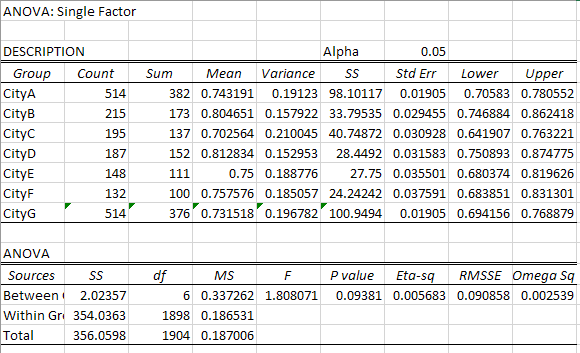 ANOVA: Single Factor
DESCRIPTION Alpha 0.05
Group Count Sum Mean Variance SS Std Err Lower Upper
CityA 514 382 0.743191 0.19123 98.10117 0.01905 0.70583 0.780552
CityB 215 173 0.804651 0.157922 33.79535 0.029455 0.746884 0.862418
CityC 195 137 0.702564 0.210045 40.74872 0.030928 0.641907 0.763221
CityD 187 152 0.812834 0.152953 28.4492 0.031583 0.750893 0.874775
CityE 148 111 0.75 0.188776 27.75 0.035501 0.680374 0.819626
CityF 132 100 0.757576 0.185057 24.24242 0.037591 0.683851 0.831301
CityG 514 376 0.731518 0.196782 100.9494 0.01905 0.694156 0.768879
ANOVA
Sources SS df MS F P value Eta-sq RMSSE Omega Sq
Between 2.02357 6 0.337262 1.808071 0.09381 0.005683 0.090858 0.002539
Within Gr 354.0363 1898 0.186531
Total 356.0598 1904 0.187006